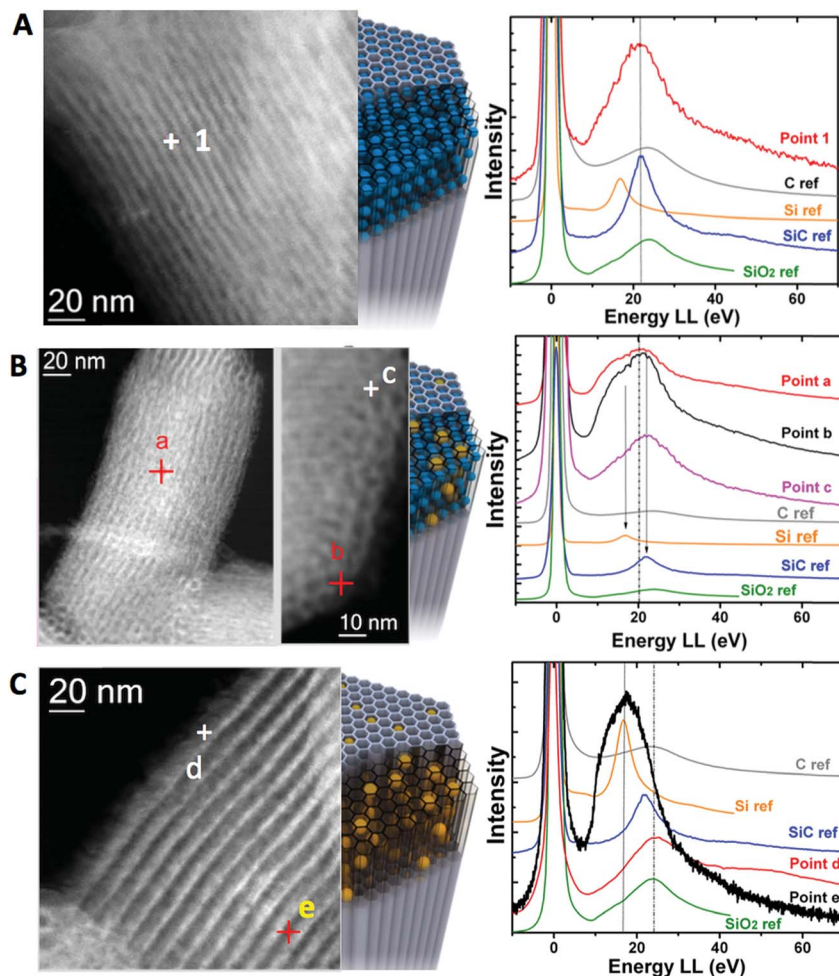 A
+ 1
20 nm
Intensity
Point 1
C ref
Si ref
SiC ref
SiO2 ref
0 20 40 60
Energy LL (eV)
B
20 nm
a
+ c
b
10 nm
Intensity
Point a
Point b
Point c
C ref
Si ref
SiC ref
SiO2 ref
0 20 40 60
Energy LL (eV)
C
20 nm
+
d
e
Intensity
C ref
Si ref
SiC ref
Point d
Point e
SiO2 ref
0 20 40 60
Energy LL (eV)